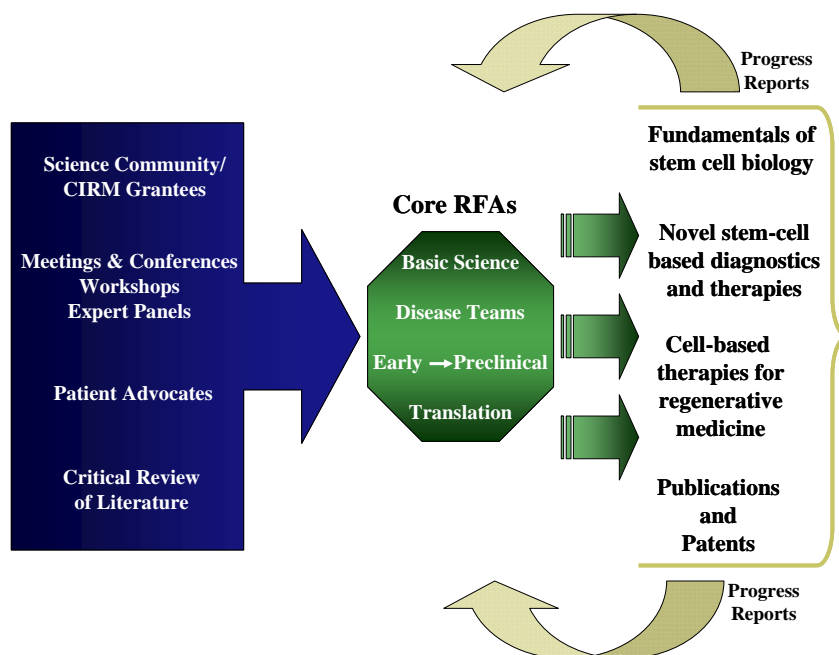 Science Community/
CIRM Grantees
Meetings & Conferences
Workshops
Expert Panels
Patient Advocates
Critical Review
of Literature
Core RFAs
Basic Science
Disease Teams
Early → Preclinical
Translation
Progress
Reports
Fundamentals of
stem cell biology
Novel stem-cell
based diagnostics
and therapies
Cell-based
therapies for
regenerative
medicine
Publications
and
Patents
Progress
Reports